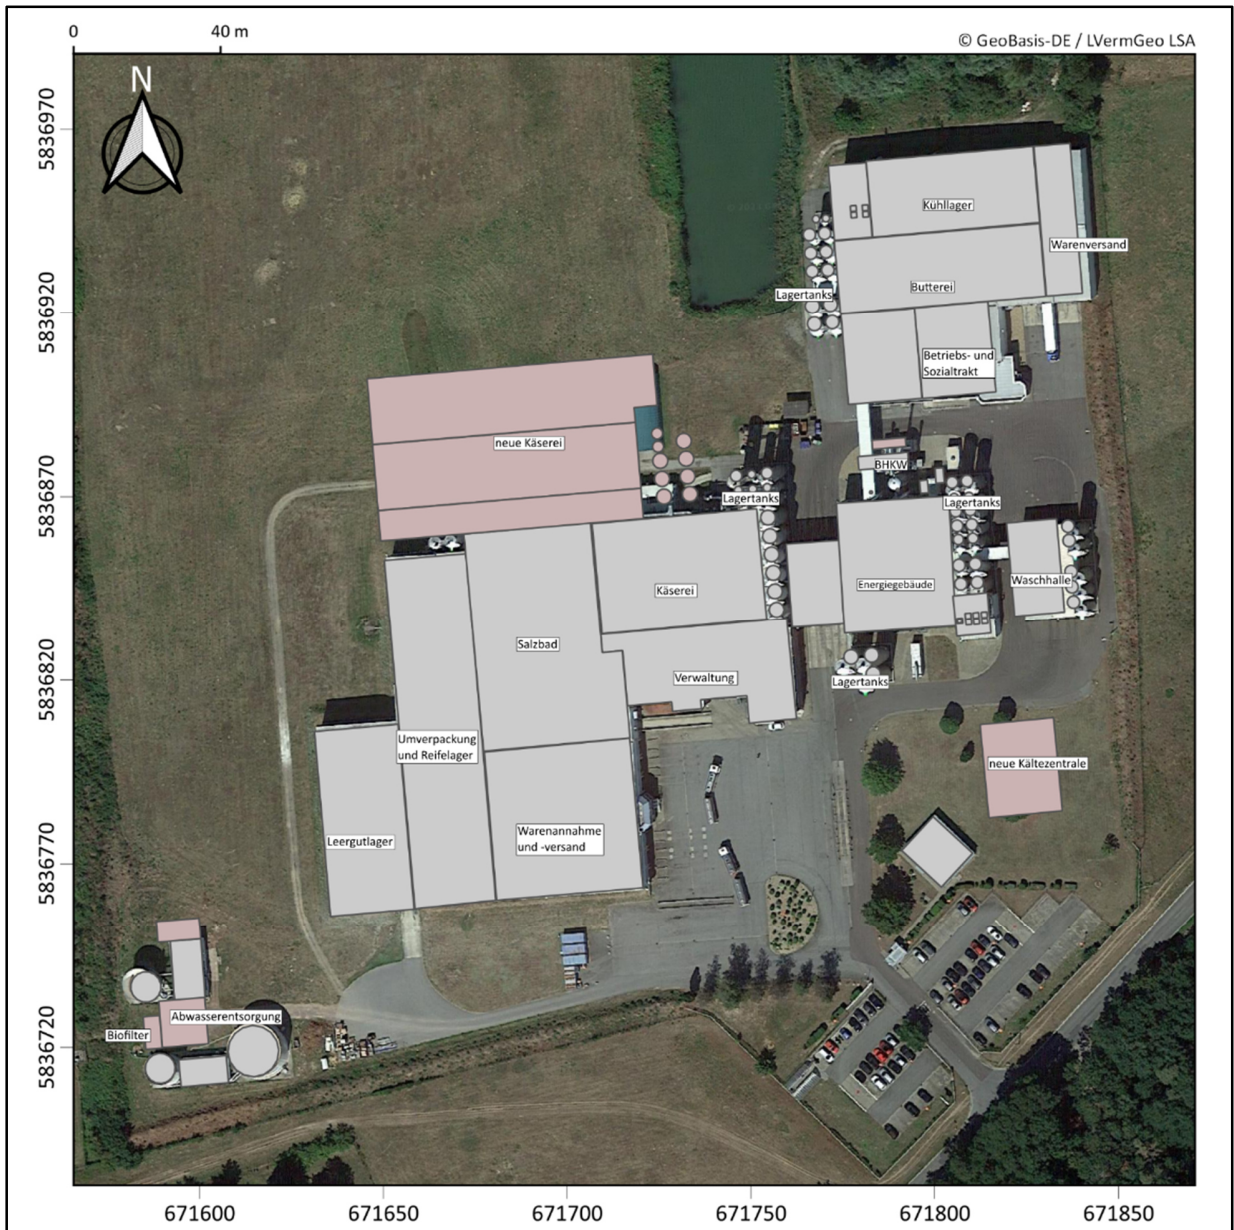 0
40 m
© GeoBasis-DE / LVermGeo LSA
N
5836970
5836920
5836870
5836820
5836770
5836720
Kühllager
Warenversand
Butterei
Lagertanks
Betriebs- und
Sozialtrakt
neue Käserei
BHKW
Lagertanks
Lagertanks
Käserei
Energiegebäude
Waschhalle
Salzbad
Verwaltung
Lagertanks
Umverpackung
und Reifelager
neue Kältezentrale
Leergutlager
Warenannahme
und -versand
Abwasserentsorgung
Biofilter
671600
671650
671700
671750
671800
671850